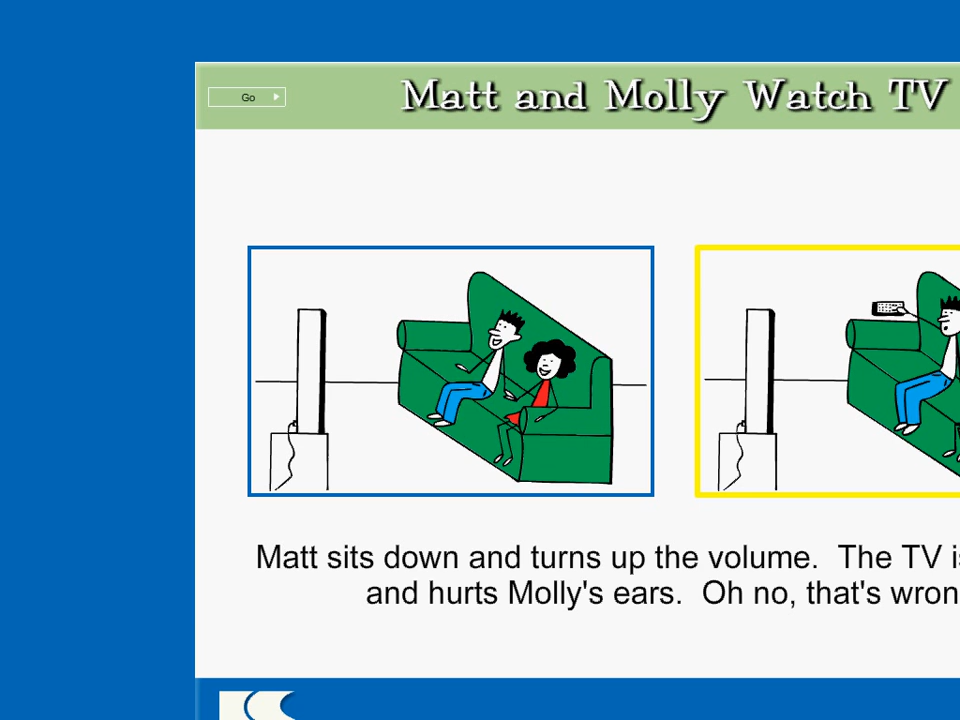 Go
Matt and Molly Watch TV
Matt sits down and turns up the volume. The TV
and hurts Molly's ears. Oh no, that's